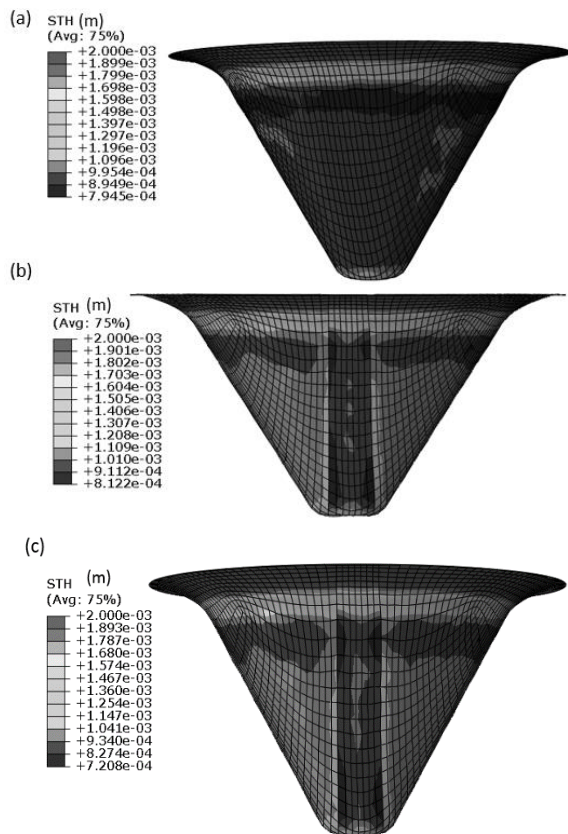 (a)
STH (m)
(Avg: 75%)
+2.000e-03
+1.899e-03
+1.799e-03
+1.698e-03
+1.598e-03
+1.498e-03
+1.397e-03
+1.297e-03
+1.196e-03
+1.096e-03
+9.954e-04
+8.949e-04
+7.945e-04
(b)
STH (m)
(Avg: 75%)
+2.000e-03
+1.901e-03
+1.802e-03
+1.703e-03
+1.604e-03
+1.505e-03
+1.406e-03
+1.307e-03
+1.208e-03
+1.109e-03
+1.010e-03
+9.112e-04
+8.122e-04
(c)
STH (m)
(Avg: 75%)
+2.000e-03
+1.893e-03
+1.787e-03
+1.680e-03
+1.574e-03
+1.467e-03
+1.360e-03
+1.254e-03
+1.147e-03
+1.041e-03
+9.340e-04
+8.274e-04
+7.208e-04